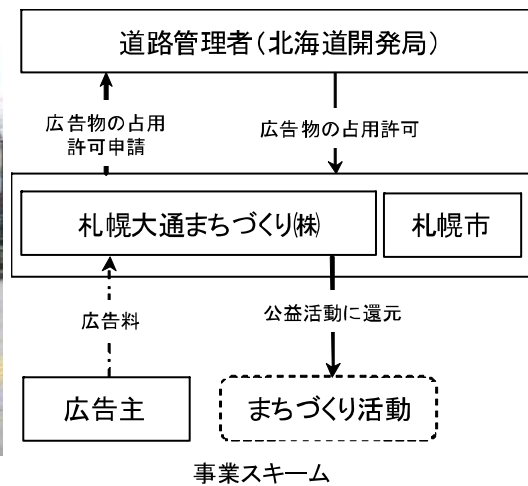 道路管理者(北海道開発局)
広告物の占用
許可申請
広告物の占用許可
札幌大通まちづくり㈱
札幌市
広告料
公益活動に還元
広告主
まちづくり活動
事業スキーム